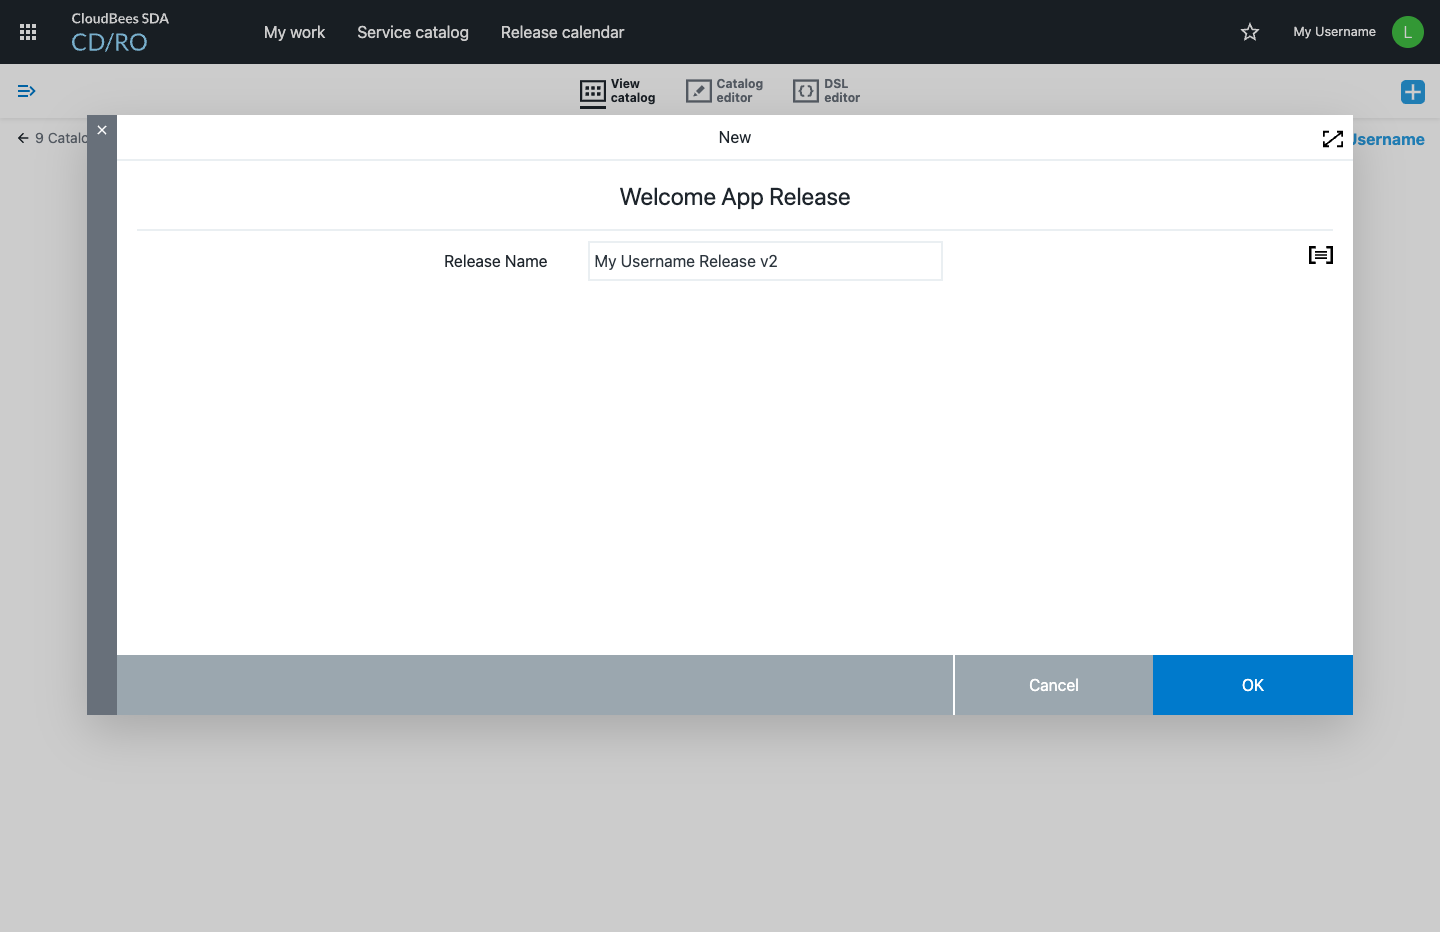 CloudBees SDA
CD/RO
My work
Service catalog
Release calendar
My Username
L
View
catalog
Catalog
editor
DSL
editor
9 Catalo
Username
New
Welcome App Release
Release Name
My Username Release v2
Cancel
OK